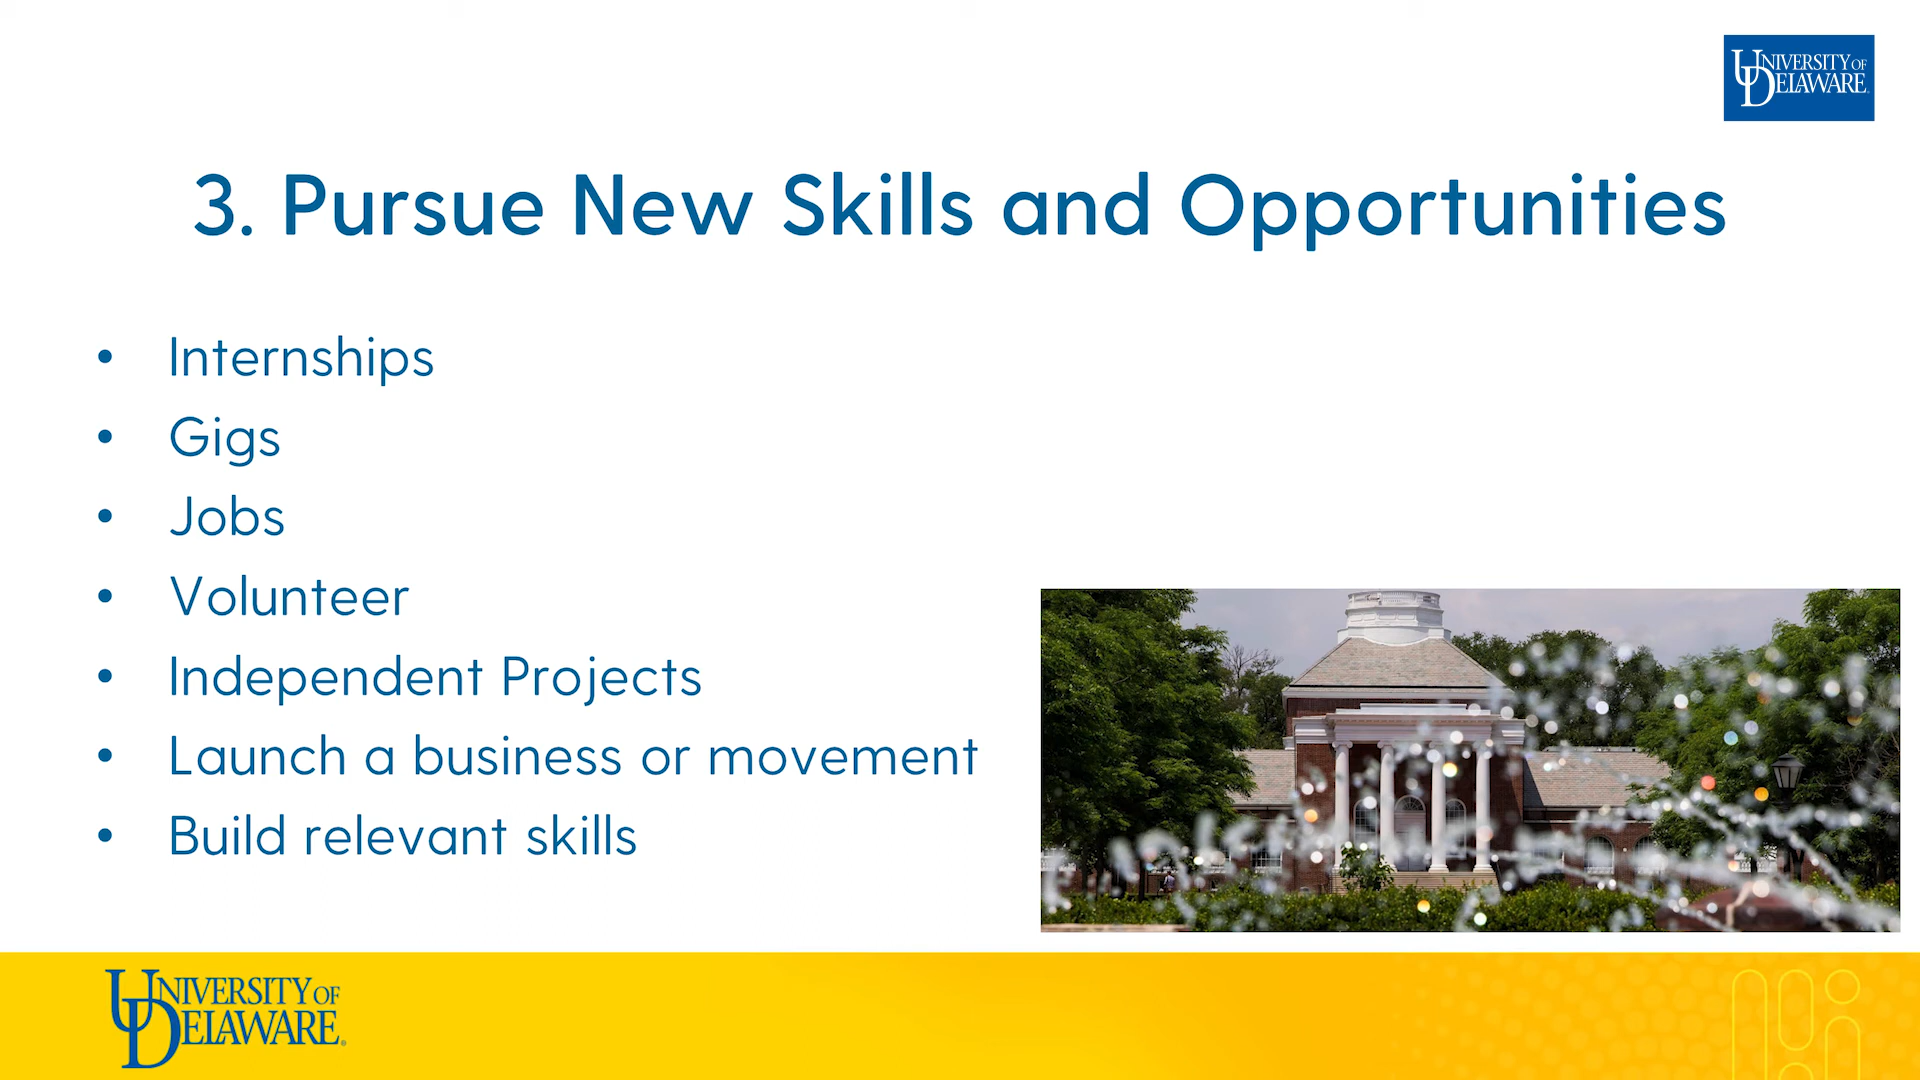 UNIVERSITY OF
DELAWARE
3. Pursue New Skills and Opportunities
• Internships
• Gigs
• Jobs
• Volunteer
• Independent Projects
• Launch a business or movement
• Build relevant skills
UNIVERSITY OF
DELAWARE